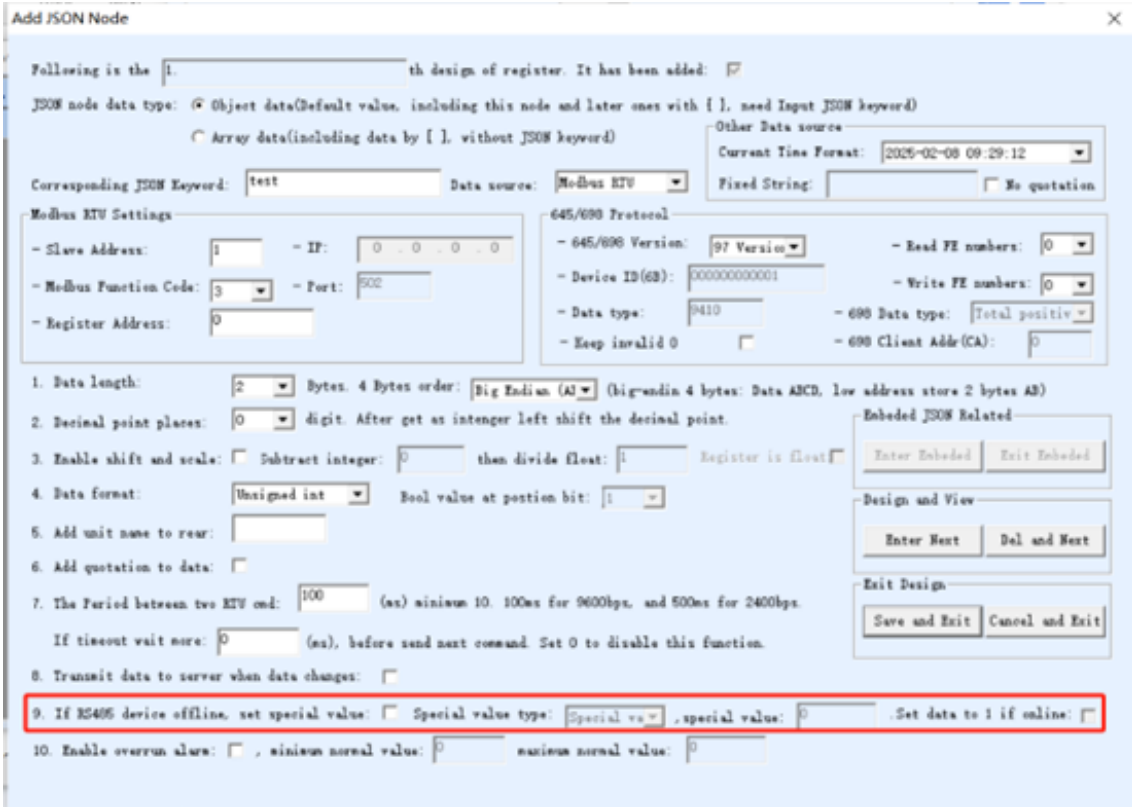 Add JSON Node
Following is the 1. th design of register. It has been added:
JSON node data type: Object data(Default value, including this node and later ones with { }, need Input JSON keyword)
Array data(including data by [ ], without JSON keyword)
Other Data source
Current Time Format: 2025-02-08 09:29:12
Corresponding JSON Keyword: test Data source: Modbus RTU Fixed String: No quotation
Modbus RTU Settings
- Slave Address: 1 - IP: 0 . 0 . 0 . 0
- Modbus Function Code: 3 - Port: 502
- Register Address: 0
645/698 Protocol
- 645/698 Version: 97 Versio - Read FE numbers: 0
- Device ID(6B): 000000000001 - Write FE numbers: 0
- Data type: 9410 - 698 Data type: Total positiv
- Keep invalid 0 - 698 Client Addr(CA): 0
1. Data length: 2 Bytes. 4 Bytes order: Big Endian (AI (big-endin 4 bytes: Data ABCD, low address store 2 bytes AB)
2. Decimal point places: 0 digit. After get as intenger left shift the decimal point.
3. Enable shift and scale: Subtract integer: 0 then divide float: 1 Register is float
4. Data format: Unsigned int Bool value at postion bit: 1
5. Add unit name to rear:
6. Add quotation to data:
7. The Period between two RTU cmd: 100 (ms) minimum 10. 100ms for 9600bps, and 500ms for 2400bps.
If timeout wait more: 0 (ms), before send next command. Set 0 to disable this function.
8. Transmit data to server when data changes:
Embeded JSON Related
Enter Embeded Exit Embeded
Design and View
Enter Next Del and Next
Exit Design
Save and Exit Cancel and Exit
9. If RS485 device offline, set special value: Special value type: Special va ,special value: 0 .Set data to 1 if online:
10. Enable overrun alarm: , minimum normal value: 0 maximum normal value: 0